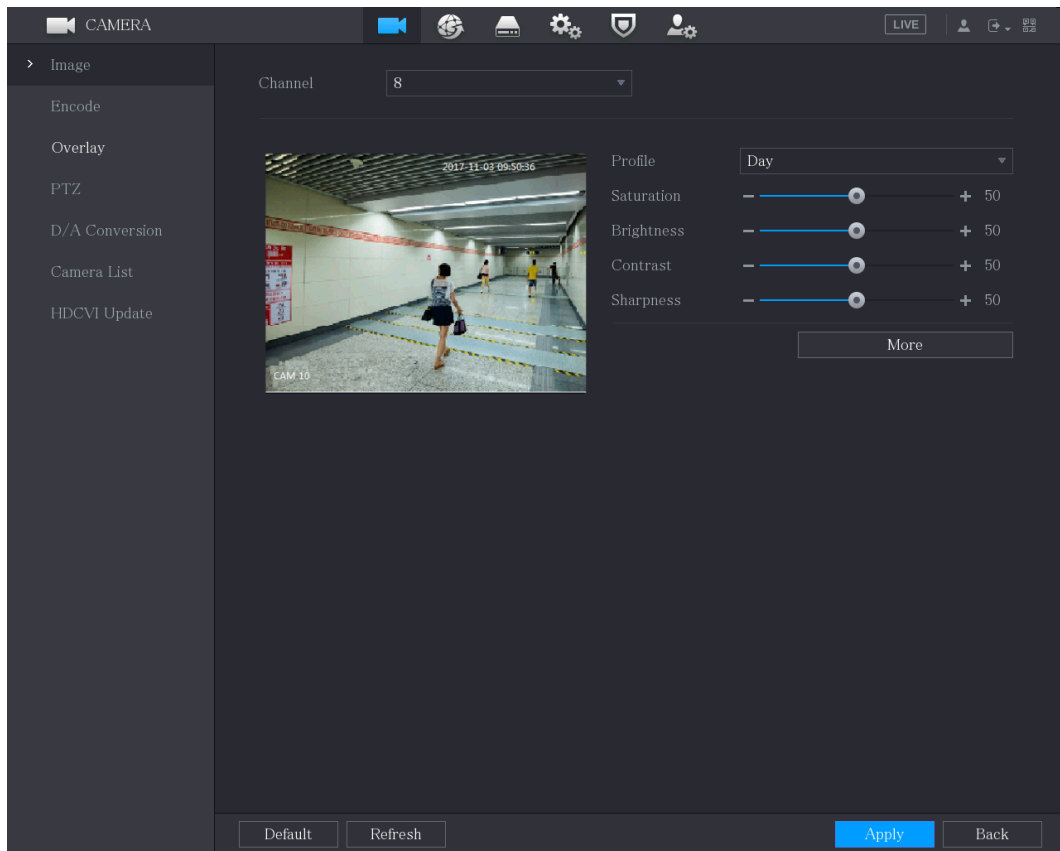 CAMERA
LIVE
Image
Encode
Overlay
PTZ
D/A Conversion
Camera List
HDCVI Update
Channel 8
2017-11-03 09:50:36
CAM 10
Profile Day
Saturation 50
Brightness 50
Contrast 50
Sharpness 50
More
Default Refresh Apply Back